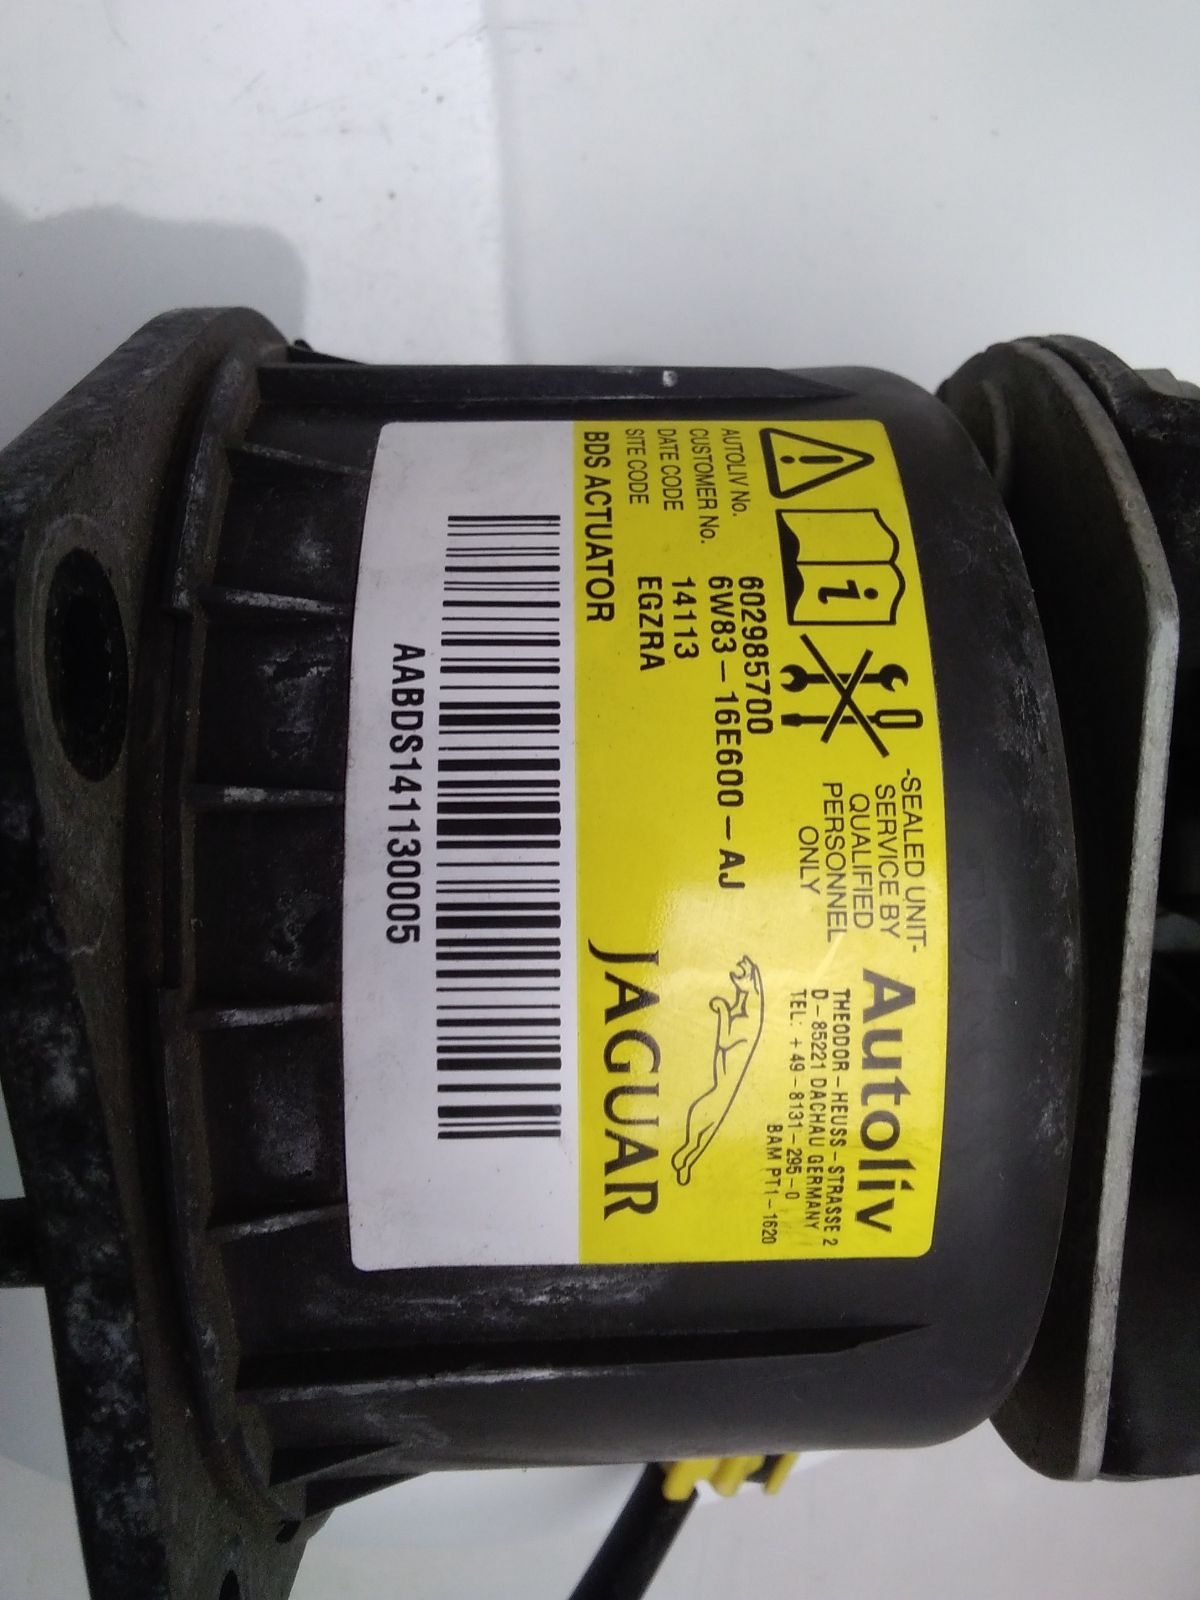 -SEALED UNIT-
SERVICE BY
QUALIFIED
PERSONNEL
ONLY
Autoliv
THEODOR-HEUSS-STRASSE 2
D-85221 DACHAU GERMANY
TEL: +49-8131-295-0
BAM PT1-1620
AUTOLIV No. 602985700
CUSTOMER No. 6W83-16E600-AJ
DATE CODE 14113
SITE CODE EGZRA
BDS ACTUATOR
JAGUAR
AABDS141130005